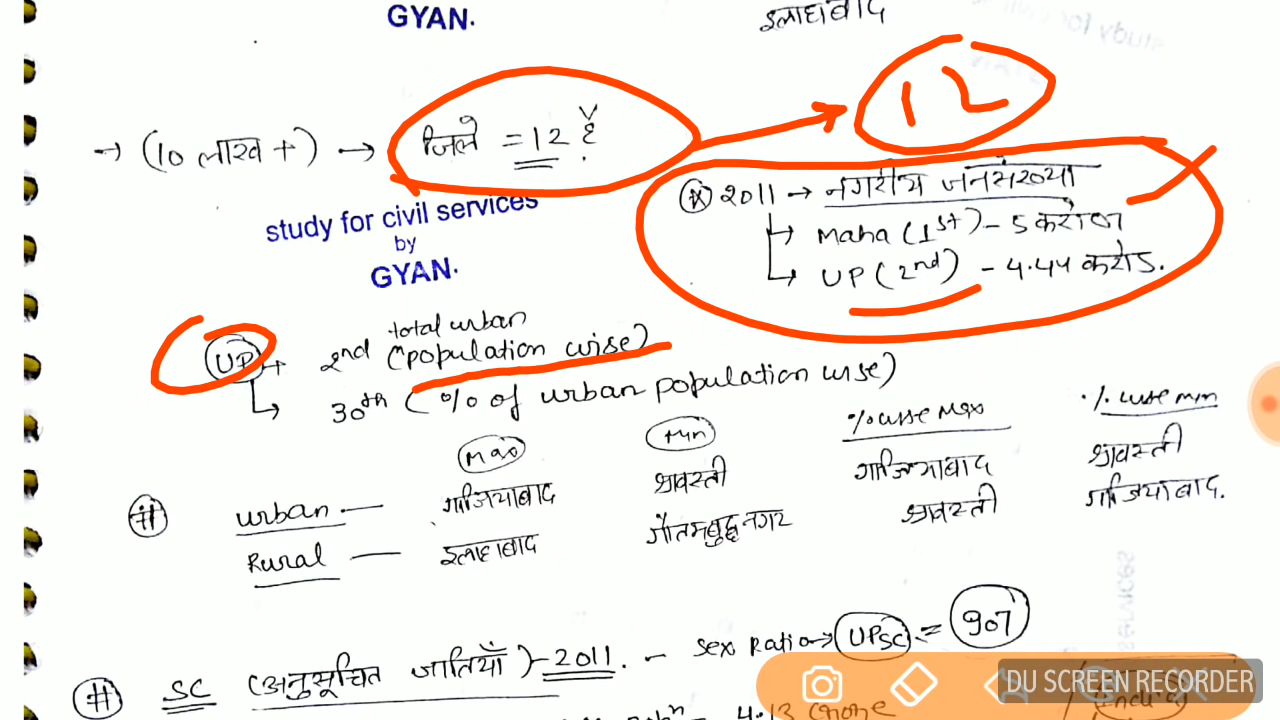 GYAN.
इलाहाबाद
→ (10 लाख +) → जिले = 12 है
12
study for civil services
by
GYAN.
(*) 2011 → नगरीय जनसंख्या
→ Maha (1st) - 5 करोड
→ UP (2nd) - 4.44 करोड.
UP → 2nd (total urban population wise)
→ 30th (% of urban population wise)
Max min % wise Max % wise min
# urban — गाजियाबाद श्रावस्ती गाजियाबाद श्रावस्ती
Rural — इलाहाबाद गौतमबुद्ध नगर श्रावस्ती गाजियाबाद.
# SC (अनुसूचित जातियाँ) - 2011. - Sex Ratio → UPSC = 907
4.13 crore
DU SCREEN RECORDER